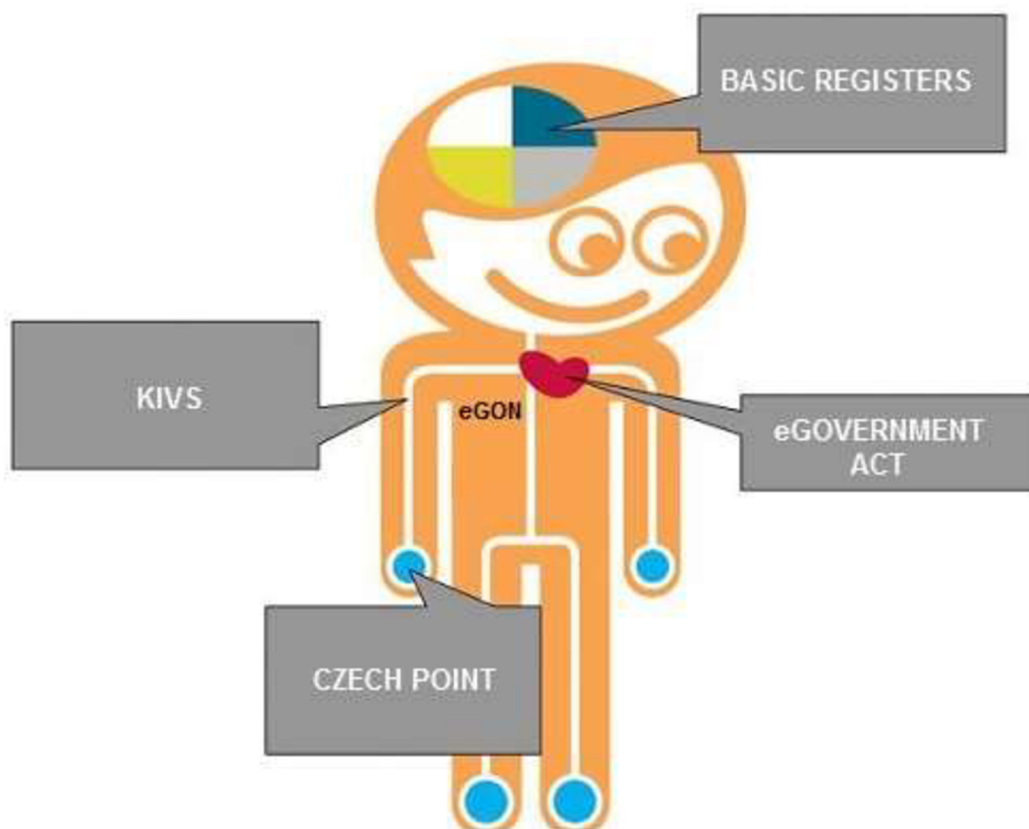 BASIC REGISTERS
KIVS
eGON
eGOVERNMENT
ACT
CZECH POINT